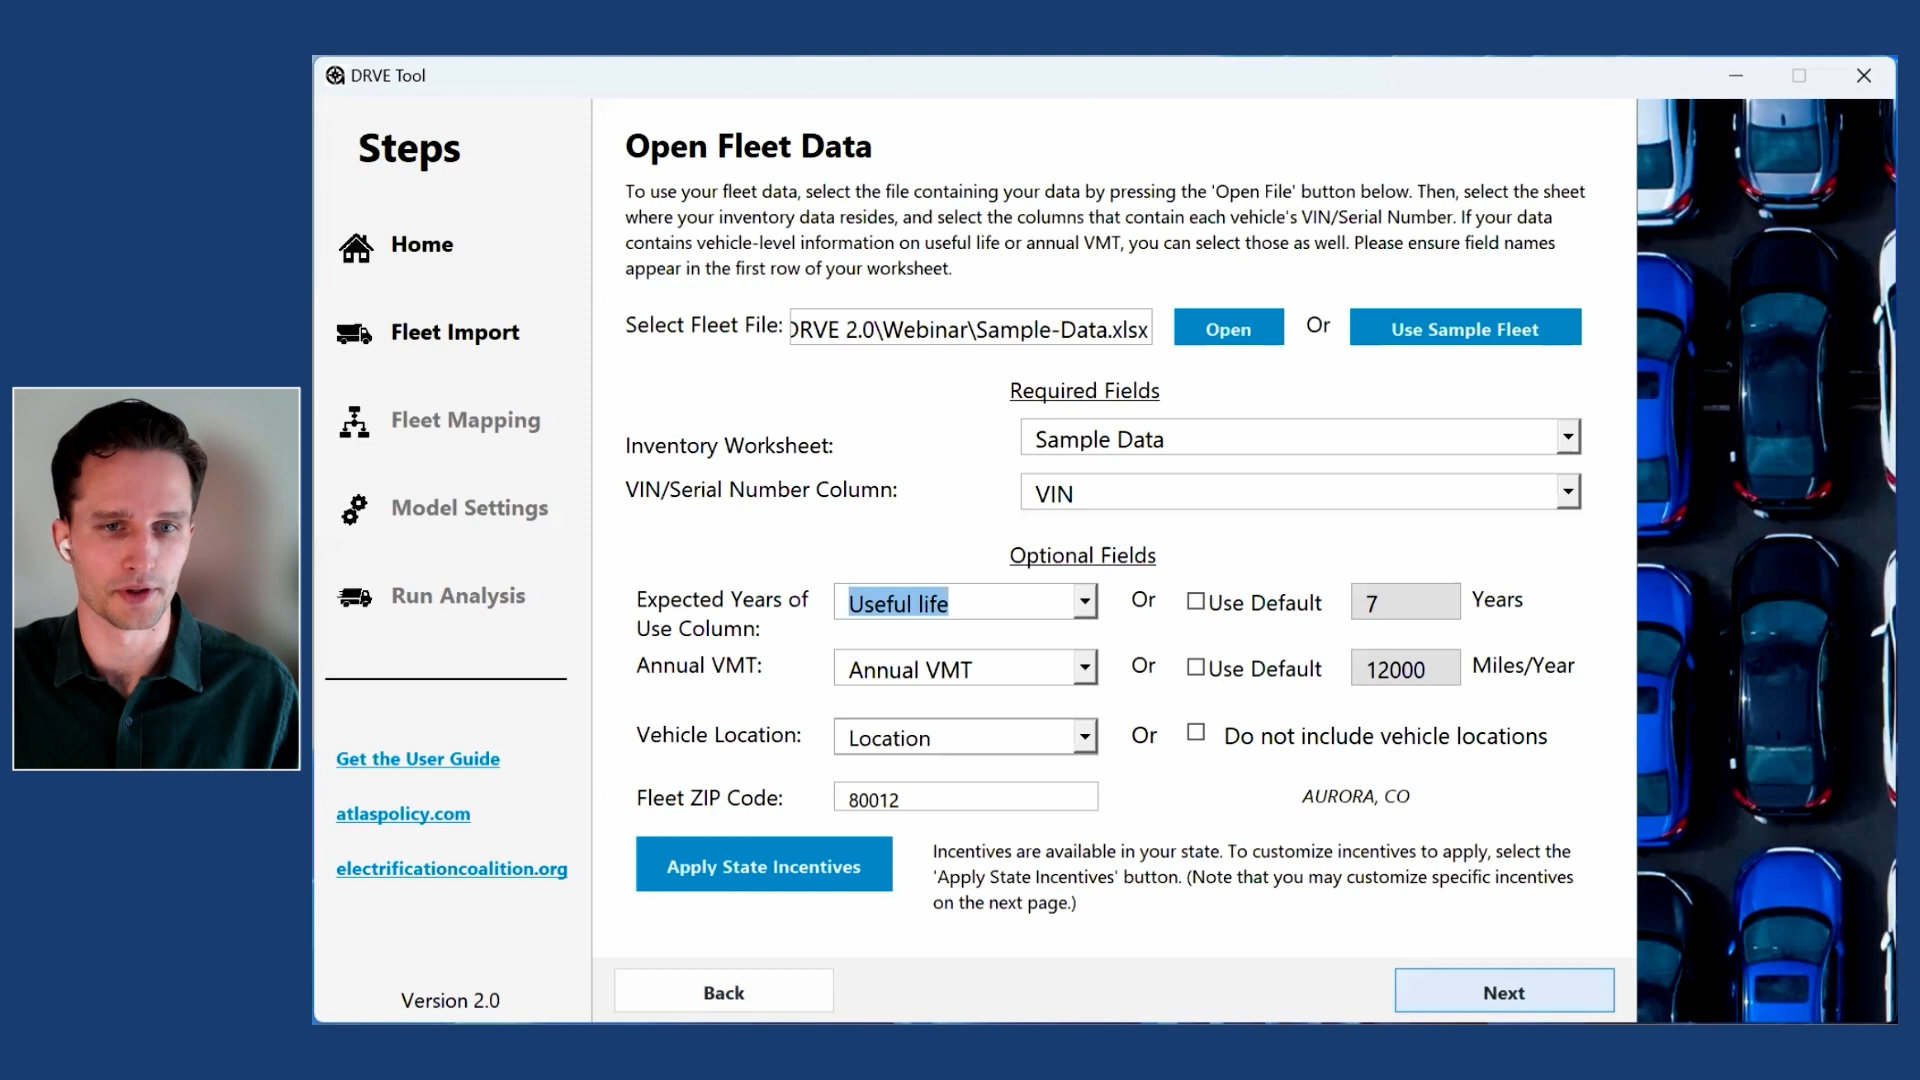 DRVE Tool
Steps
Home
Fleet Import
Fleet Mapping
Model Settings
Run Analysis
Get the User Guide
atlaspolicy.com
electrificationcoalition.org
Version 2.0
Open Fleet Data
To use your fleet data, select the file containing your data by pressing the 'Open File' button below. Then, select the sheet
where your inventory data resides, and select the columns that contain each vehicle's VIN/Serial Number. If your data
contains vehicle-level information on useful life or annual VMT, you can select those as well. Please ensure field names
appear in the first row of your worksheet.
Select Fleet File: DRVE 2.0\Webinar\Sample-Data.xlsx Open Or Use Sample Fleet
Required Fields
Inventory Worksheet: Sample Data
VIN/Serial Number Column: VIN
Optional Fields
Expected Years of Useful life Or Use Default 7 Years
Use Column:
Annual VMT: Annual VMT Or Use Default 12000 Miles/Year
Vehicle Location: Location Or Do not include vehicle locations
Fleet ZIP Code: 80012 AURORA, CO
Apply State Incentives
Incentives are available in your state. To customize incentives to apply, select the
'Apply State Incentives' button. (Note that you may customize specific incentives
on the next page.)
Back Next